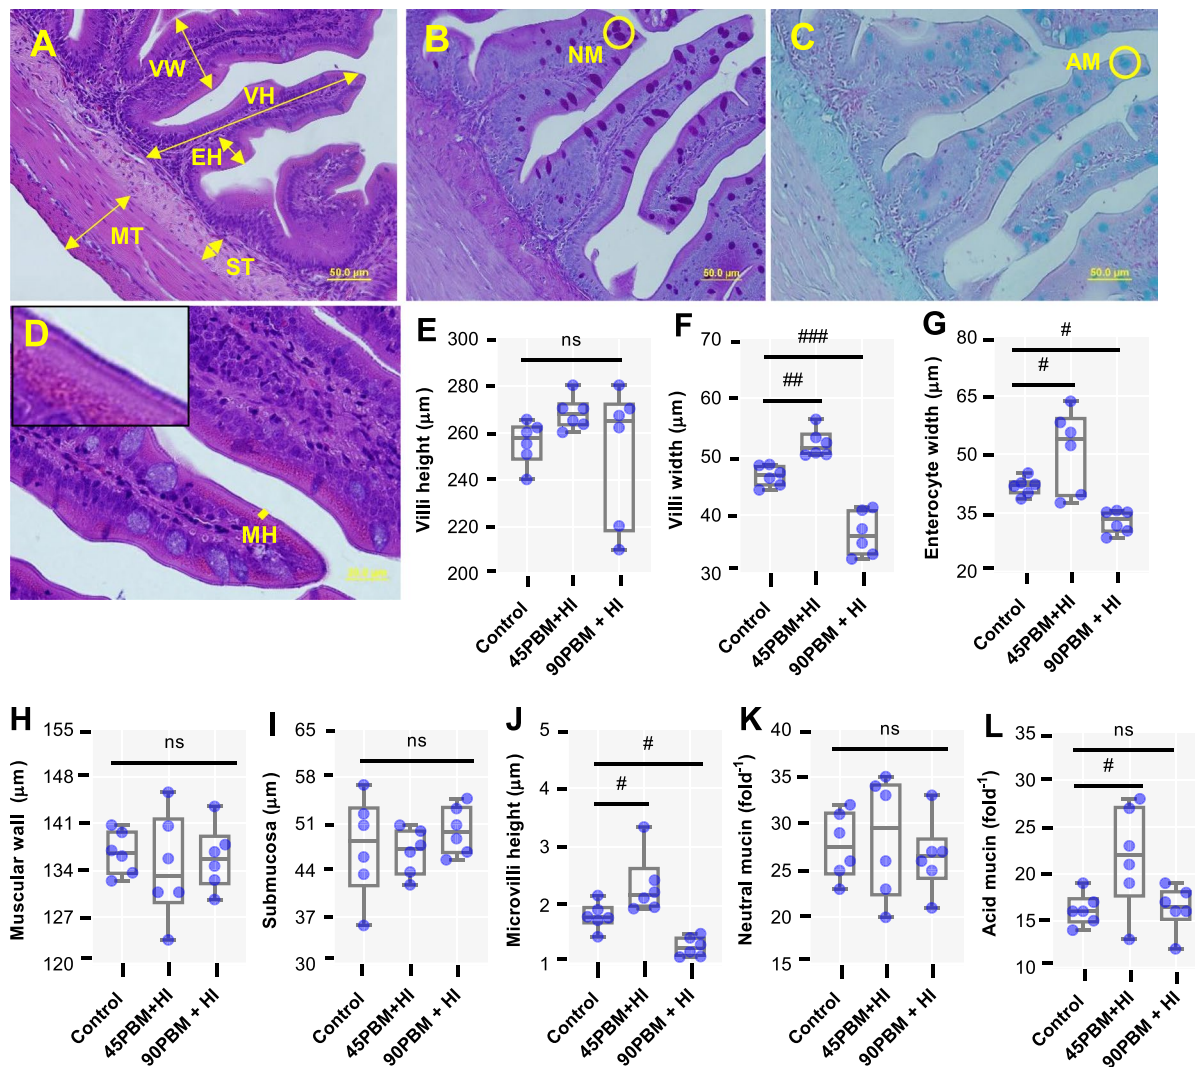 A
VW
VH
EH
MT
ST
50.0 µm
B
NM
50.0 µm
C
AM
50.0 µm
D
MH
E
Villi height (µm)
300
280
260
240
220
200
ns
Control
45PBM+HI
90PBM + HI
F
Villi width (µm)
70
60
50
40
30
###
##
Control
45PBM+HI
90PBM + HI
G
Enterocyte width (µm)
80
65
50
35
20
#
#
Control
45PBM+HI
90PBM + HI
H
Muscular wall (µm)
155
148
141
134
127
120
ns
Control
45PBM+HI
90PBM + HI
I
Submucosa (µm)
65
58
51
44
37
30
ns
Control
45PBM+HI
90PBM + HI
J
Microvilli height (µm)
5
4
3
2
1
#
#
Control
45PBM+HI
90PBM + HI
K
Neutral mucin (fold⁻¹)
40
35
30
25
20
15
ns
Control
45PBM+HI
90PBM + HI
L
Acid mucin (fold⁻¹)
35
30
25
20
15
10
ns
#
Control
45PBM+HI
90PBM + HI